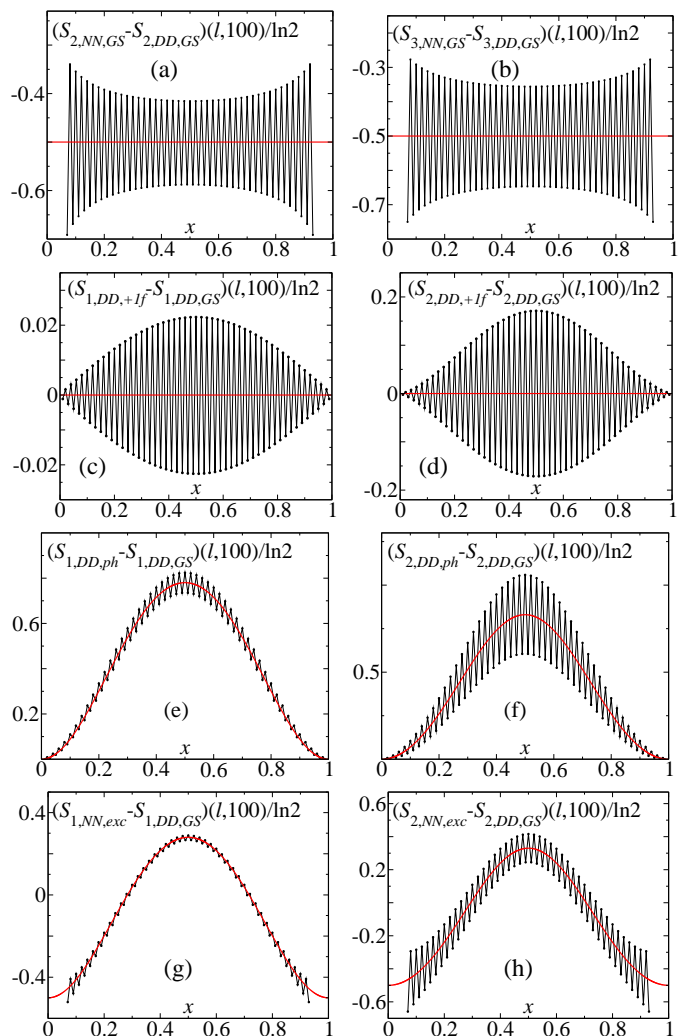 (S2,NN,GS-S2,DD,GS)(l,100)/ln2
(a)
-0.4
-0.6
x
0 0.2 0.4 0.6 0.8 1
(S3,NN,GS-S3,DD,GS)(l,100)/ln2
(b)
-0.3
-0.5
-0.7
x
0 0.2 0.4 0.6 0.8 1
(S1,DD,+1f-S1,DD,GS)(l,100)/ln2
0.02
0
-0.02
(c)
x
0 0.2 0.4 0.6 0.8 1
(S2,DD,+1f-S2,DD,GS)(l,100)/ln2
0.2
0
-0.2
(d)
x
0 0.2 0.4 0.6 0.8 1
(S1,DD,ph-S1,DD,GS)(l,100)/ln2
0.6
0.2
(e)
x
0 0.2 0.4 0.6 0.8 1
(S2,DD,ph-S2,DD,GS)(l,100)/ln2
0.5
(f)
x
0 0.2 0.4 0.6 0.8 1
(S1,NN,exc-S1,DD,GS)(l,100)/ln2
0.4
0
-0.4
(g)
x
0 0.2 0.4 0.6 0.8 1
(S2,NN,exc-S2,DD,GS)(l,100)/ln2
0.6
0.2
-0.2
-0.6
(h)
x
0 0.2 0.4 0.6 0.8 1